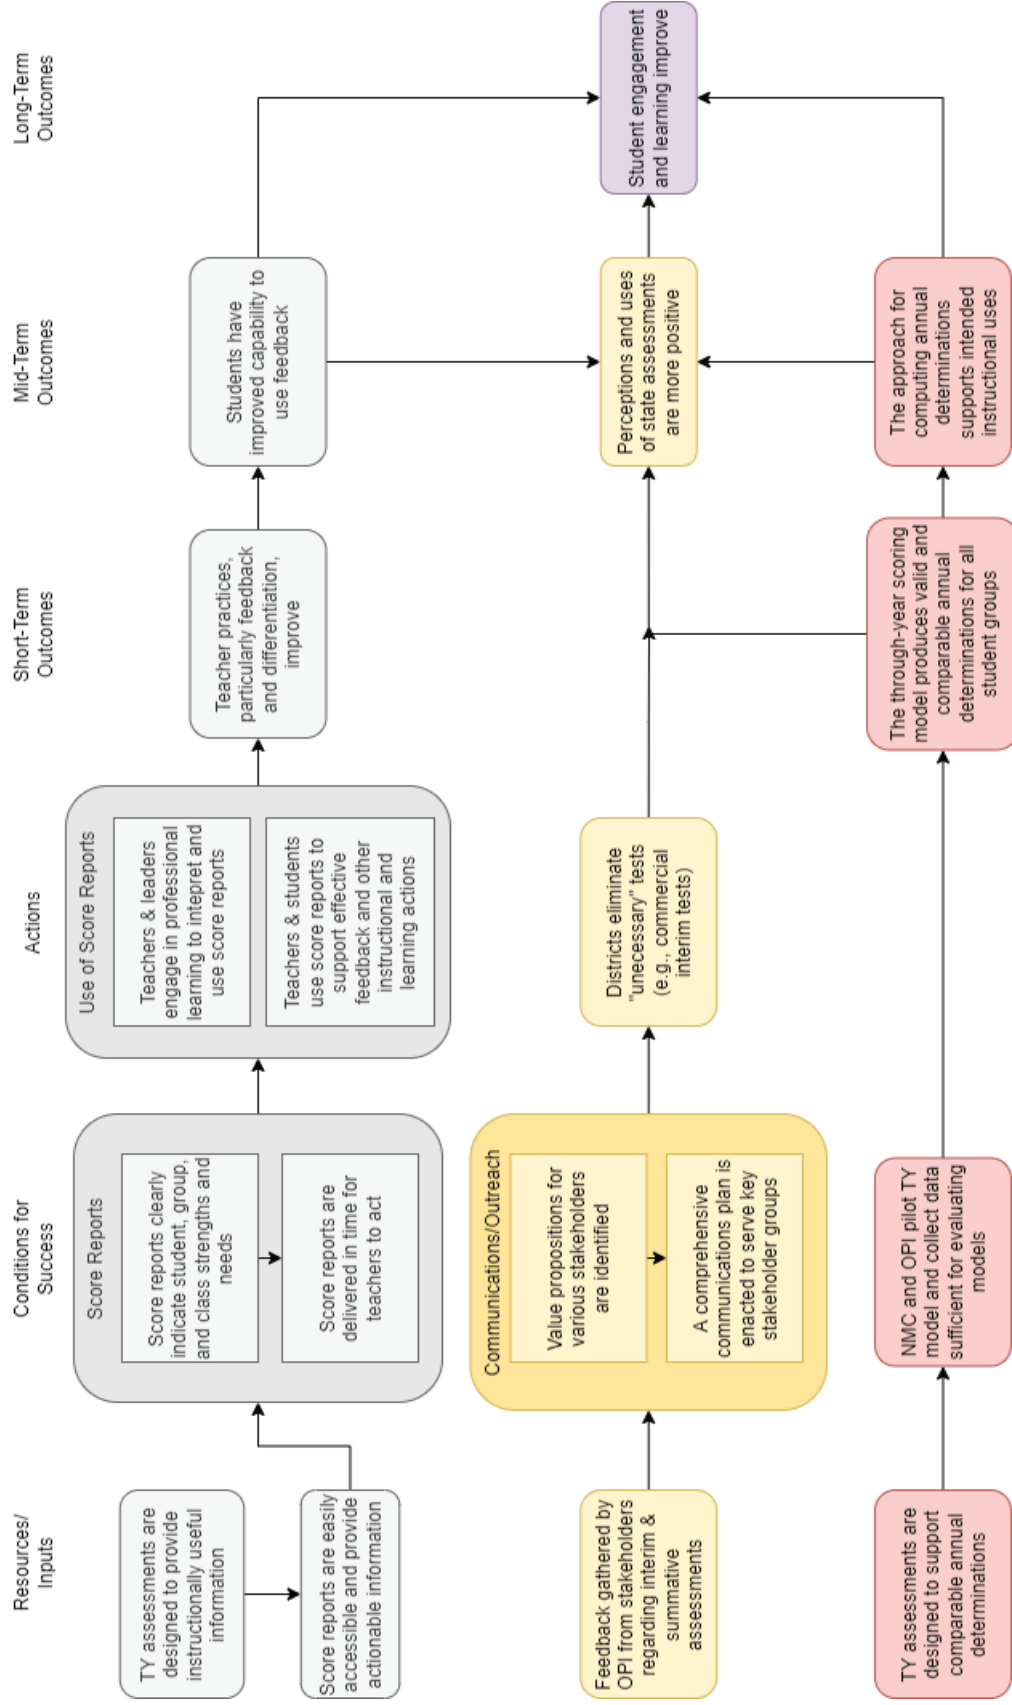 Resources/
Inputs
Conditions for
Success
Actions
Short-Term
Outcomes
Mid-Term
Outcomes
Long-Term
Outcomes
TY assessments are
designed to provide
instructionally useful
information
Score reports are easily
accessible and provide
actionable information
Score Reports
Score reports clearly
indicate student, group,
and class strengths and
needs
Score reports are
delivered in time for
teachers to act
Use of Score Reports
Teachers & leaders
engage in professional
learning to intepret and
use score reports
Teachers & students
use score reports to
support effective
feedback and other
instructional and
learning actions
Teacher practices,
particularly feedback
and differentiation,
improve
Students have
improved capability to
use feedback
Feedback gathered by
OPI from stakeholders
regarding interim &
summative
assessments
Communications/Outreach
Value propositions for
various stakeholders
are identified
A comprehensive
communications plan is
enacted to serve key
stakeholder groups
Districts eliminate
"unecessary" tests
(e.g., commercial
interim tests)
Perceptions and uses
of state assessments
are more positive
Student engagement
and learning improve
TY assessments are
designed to support
comparable annual
determinations
NMC and OPI pilot TY
model and collect data
sufficient for evaluating
models
The through-year scoring
model produces valid and
comparable annual
determinations for all
student groups
The approach for
computing annual
determinations
supports intended
instructional uses